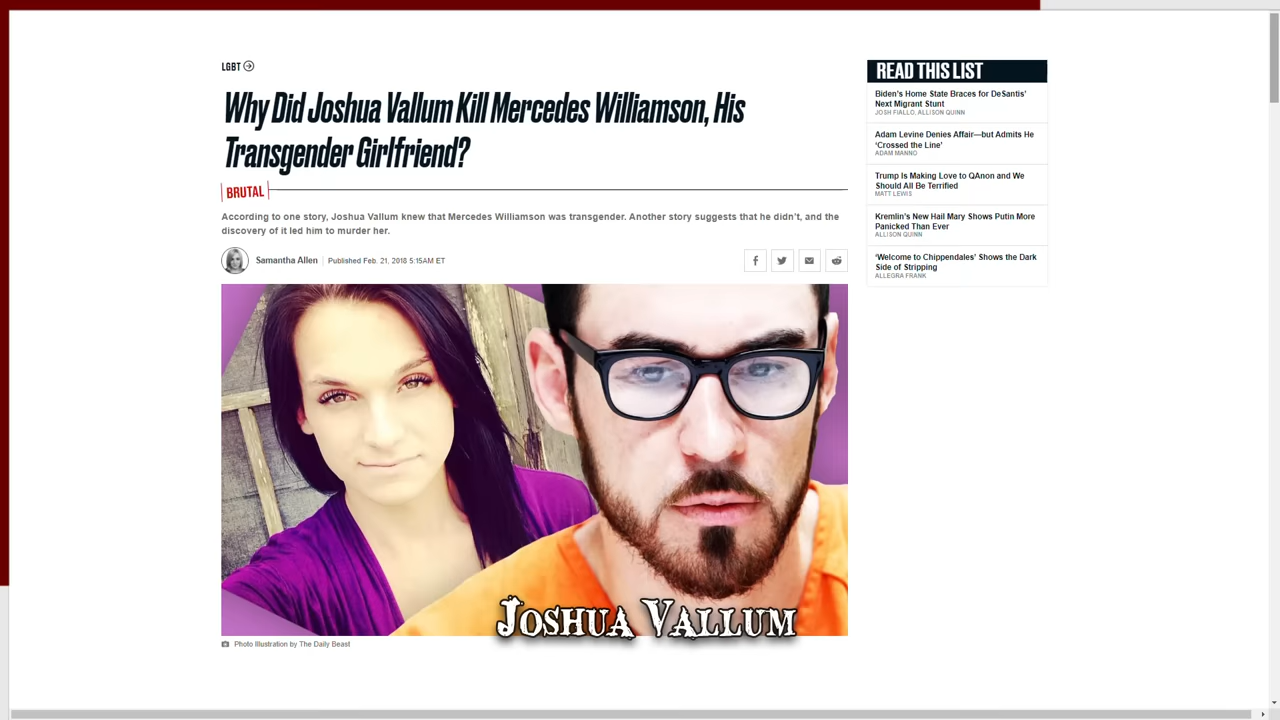 LGBT
Why Did Joshua Vallum Kill Mercedes Williamson, His
Transgender Girlfriend?
BRUTAL
According to one story, Joshua Vallum knew that Mercedes Williamson was transgender. Another story suggests that he didn't, and the
discovery of it led him to murder her.
Samantha Allen
Published Feb. 21, 2018 5:15AM ET
JOSHUA VALLUM
Photo Illustration by The Daily Beast
READ THIS LIST
Biden's Home State Braces for DeSantis'
Next Migrant Stunt
JOSH FIALLO, ALLISON QUINN
Adam Levine Denies Affair—but Admits He
'Crossed the Line'
ADAM MANNO
Trump Is Making Love to QAnon and We
Should All Be Terrified
MATT LEWIS
Kremlin's New Hail Mary Shows Putin More
Panicked Than Ever
ALLISON QUINN
'Welcome to Chippendales' Shows the Dark
Side of Stripping
ALLEGRA FRANK